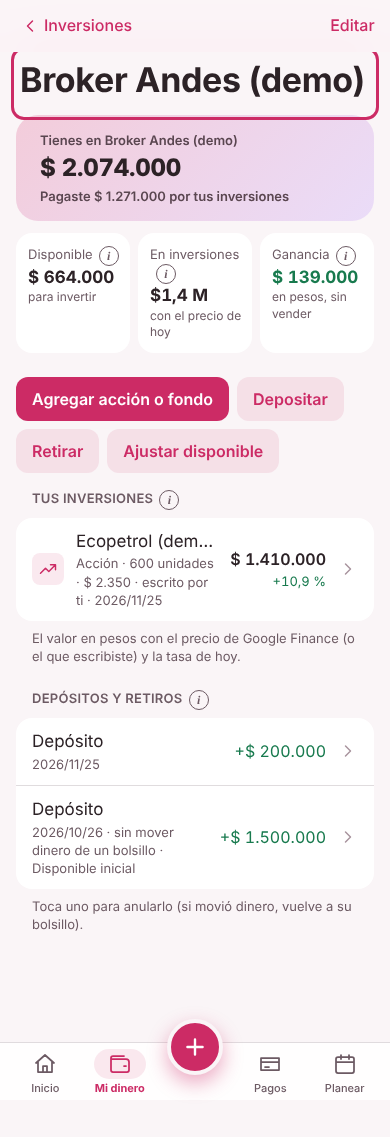 Inversiones
Editar
Broker Andes (demo)
Tienes en Broker Andes (demo)
$ 2.074.000
Pagaste $ 1.271.000 por tus inversiones
Disponible i
$ 664.000
para invertir
En inversiones
i
$1,4 M
con el precio de
hoy
Ganancia i
$ 139.000
en pesos, sin
vender
Agregar acción o fondo
Depositar
Retirar
Ajustar disponible
TUS INVERSIONES i
Ecopetrol (dem...
Acción · 600 unidades
· $ 2.350 · escrito por
ti · 2026/11/25
$ 1.410.000
+10,9 %
El valor en pesos con el precio de Google Finance (o
el que escribiste) y la tasa de hoy.
DEPÓSITOS Y RETIROS i
Depósito
2026/11/25
+$ 200.000
Depósito
2026/10/26 · sin mover
dinero de un bolsillo ·
Disponible inicial
+$ 1.500.000
Toca uno para anularlo (si movió dinero, vuelve a su
bolsillo).
Inicio
Mi dinero
Pagos
Planear